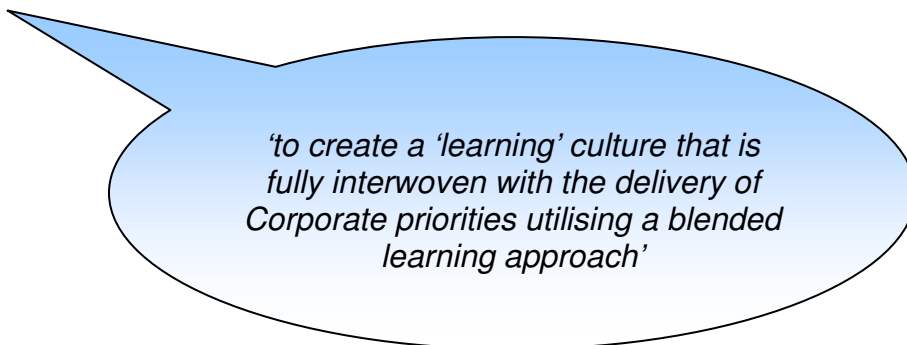 ‘to create a ‘learning’ culture that is
fully interwoven with the delivery of
Corporate priorities utilising a blended
learning approach’